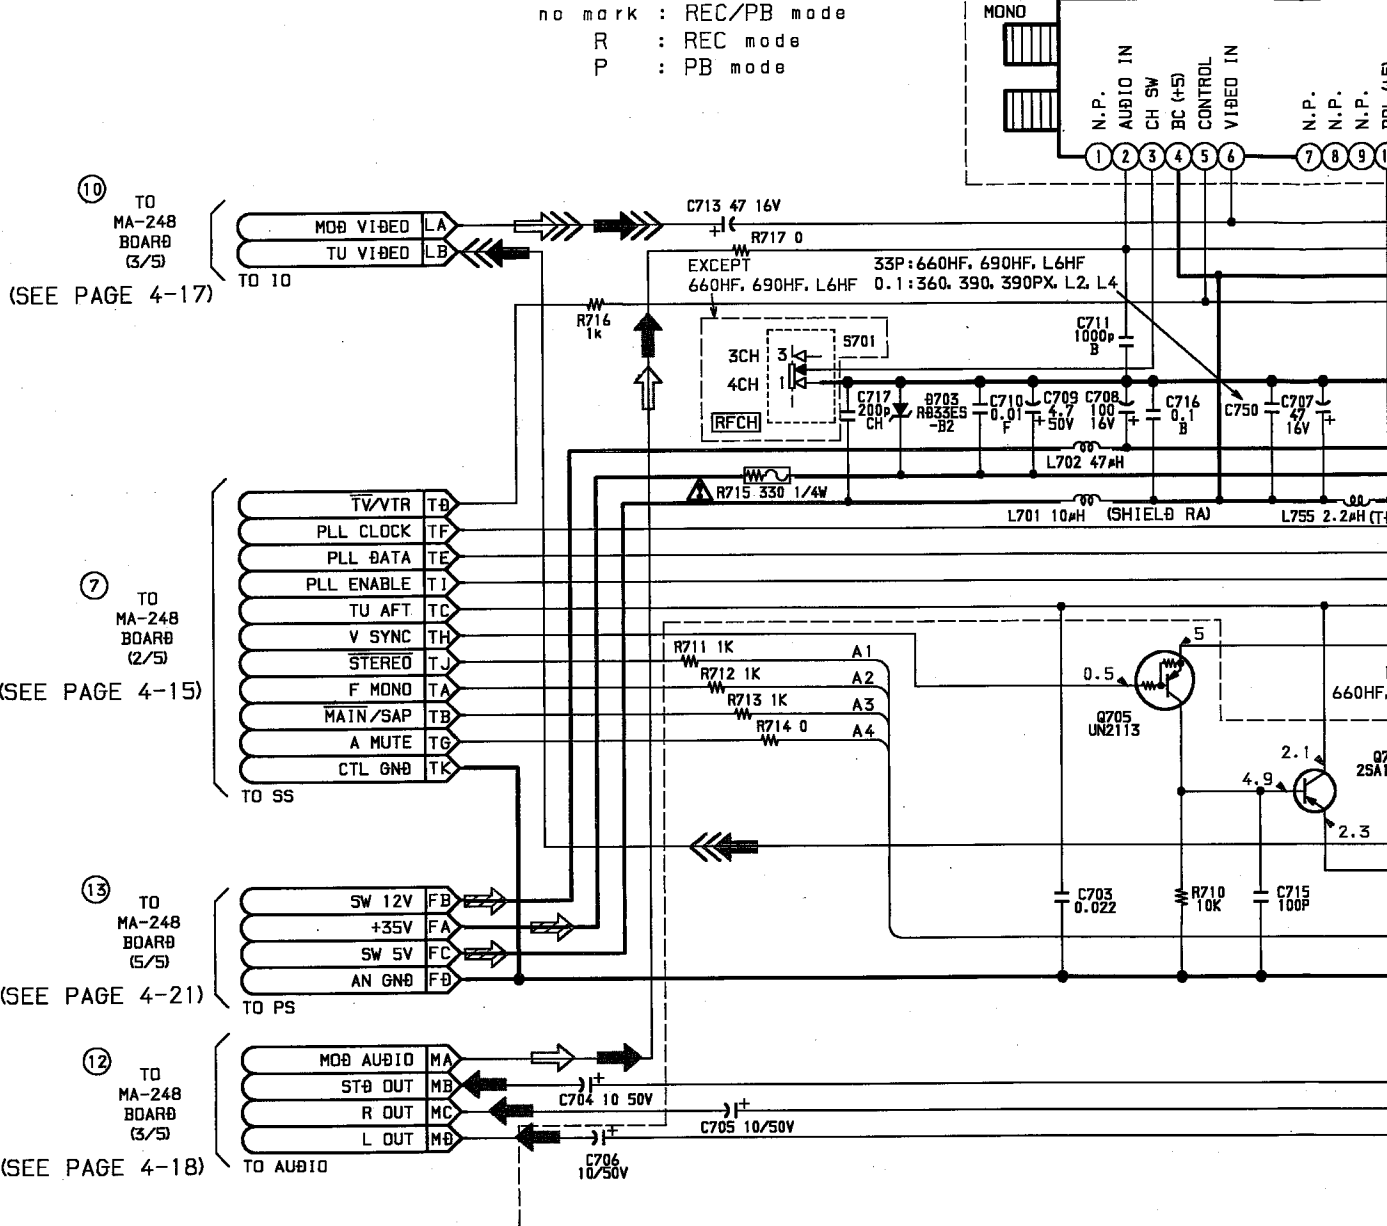 no mark : REC/PB mode
R : REC mode
P : PB mode
MONO
N.P.
AUDIO IN
CH SW
BC (+5)
CONTROL
VIDEO IN
N.P.
N.P.
N.P.
1 2 3 4 5 6 7 8 9
10
TO
MA-248
BOARD
(3/5)
(SEE PAGE 4-17)
MOD VIDEO LA
TU VIDEO LB
TO IO
C713 47 16V
+
R717 0
EXCEPT
660HF. 690HF. L6HF
33P:660HF. 690HF. L6HF
0.1:360. 390. 390PX. L2. L4
R716
1k
S701
3CH 3
4CH 1
RFCH
C711
1000p
B
C717
200p
CH
D703
RD33ES
-B2
C710
0.01
F
C709
4.7
50V
+
C708
100
16V
+
C716
0.1
B
C750
C707
47
16V
+
L702 47μH
R715 330 1/4W
L701 10μH
(SHIELD RA)
L755 2.2μH
7
TO
MA-248
BOARD
(2/5)
(SEE PAGE 4-15)
TV/VTR TD
PLL CLOCK TF
PLL DATA TE
PLL ENABLE TI
TU AFT TC
V SYNC TH
STEREO TJ
F MONO TA
MAIN/SAP TB
A MUTE TG
CTL GND TK
TO SS
R711 1K
A1
R712 1K
A2
R713 1K
A3
R714 0
A4
5
0.5
Q705
UN2113
660HF.
2.1
4.9
2.3
C703
0.022
R710
10K
C715
100P
13
TO
MA-248
BOARD
(5/5)
(SEE PAGE 4-21)
SW 12V FB
+35V FA
SW 5V FC
AN GND FD
TO PS
12
TO
MA-248
BOARD
(3/5)
(SEE PAGE 4-18)
MOD AUDIO MA
STD OUT MB
R OUT MC
L OUT MD
TO AUDIO
+
C704 10 50V
+
C705 10/50V
+
C706
10/50V